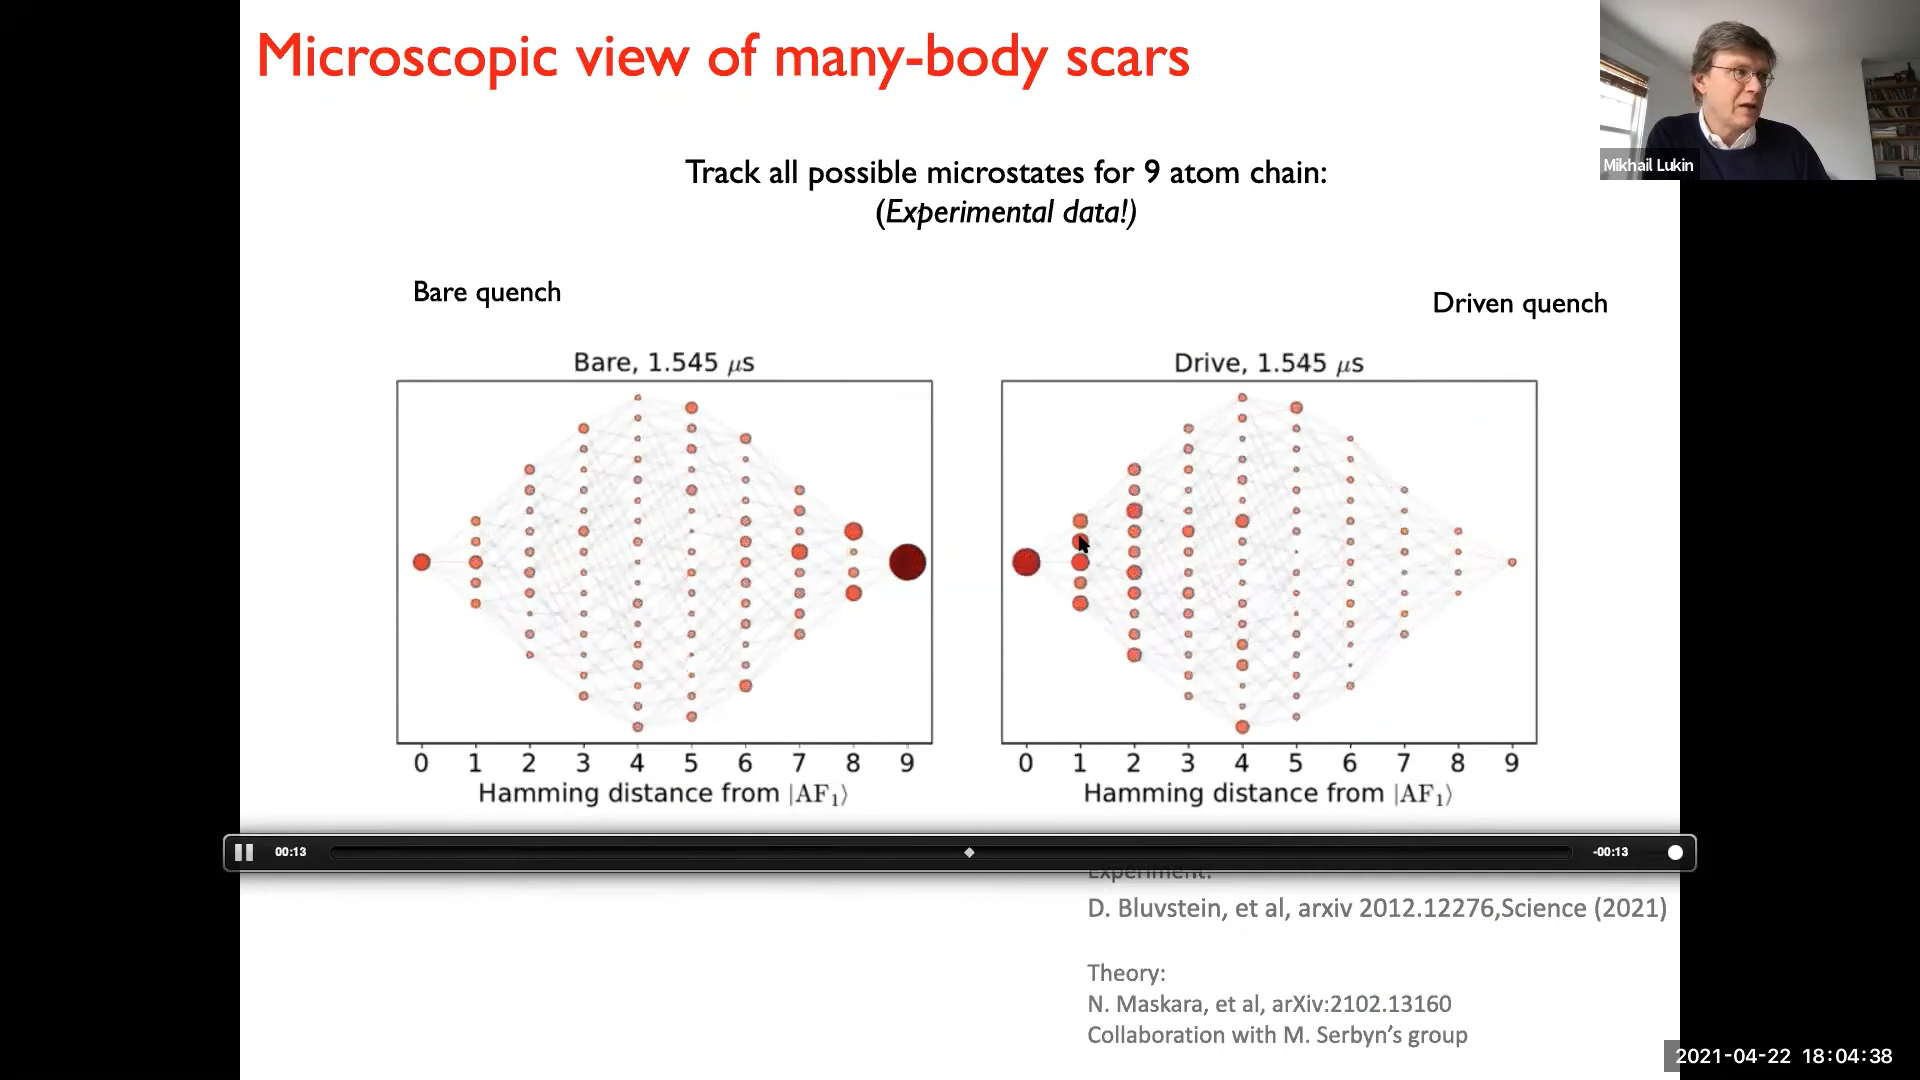 Microscopic view of many-body scars
Mikhail Lukin
Track all possible microstates for 9 atom chain:
(Experimental data!)
Bare quench
Driven quench
Bare, 1.545 μs
Drive, 1.545 μs
0 1 2 3 4 5 6 7 8 9
Hamming distance from |AF₁⟩
0 1 2 3 4 5 6 7 8 9
Hamming distance from |AF₁⟩
00:13
-00:13
Experiment:
D. Bluvstein, et al, arxiv 2012.12276,Science (2021)
Theory:
N. Maskara, et al, arXiv:2102.13160
Collaboration with M. Serbyn’s group
2021-04-22 18:04:38